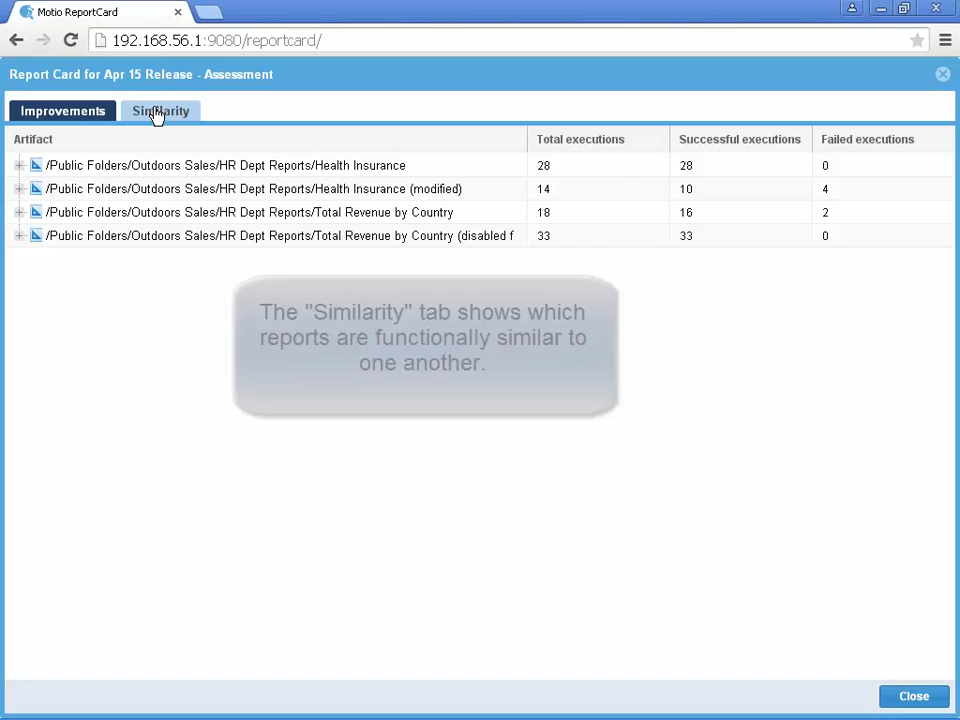 Motio ReportCard
192.168.56.1:9080/reportcard/
Report Card for Apr 15 Release - Assessment
Improvements Similarity
Artifact Total executions Successful executions Failed executions
/Public Folders/Outdoors Sales/HR Dept Reports/Health Insurance 28 28 0
/Public Folders/Outdoors Sales/HR Dept Reports/Health Insurance (modified) 14 10 4
/Public Folders/Outdoors Sales/HR Dept Reports/Total Revenue by Country 18 16 2
/Public Folders/Outdoors Sales/HR Dept Reports/Total Revenue by Country (disabled f 33 33 0
The "Similarity" tab shows which
reports are functionally similar to
one another.
Close